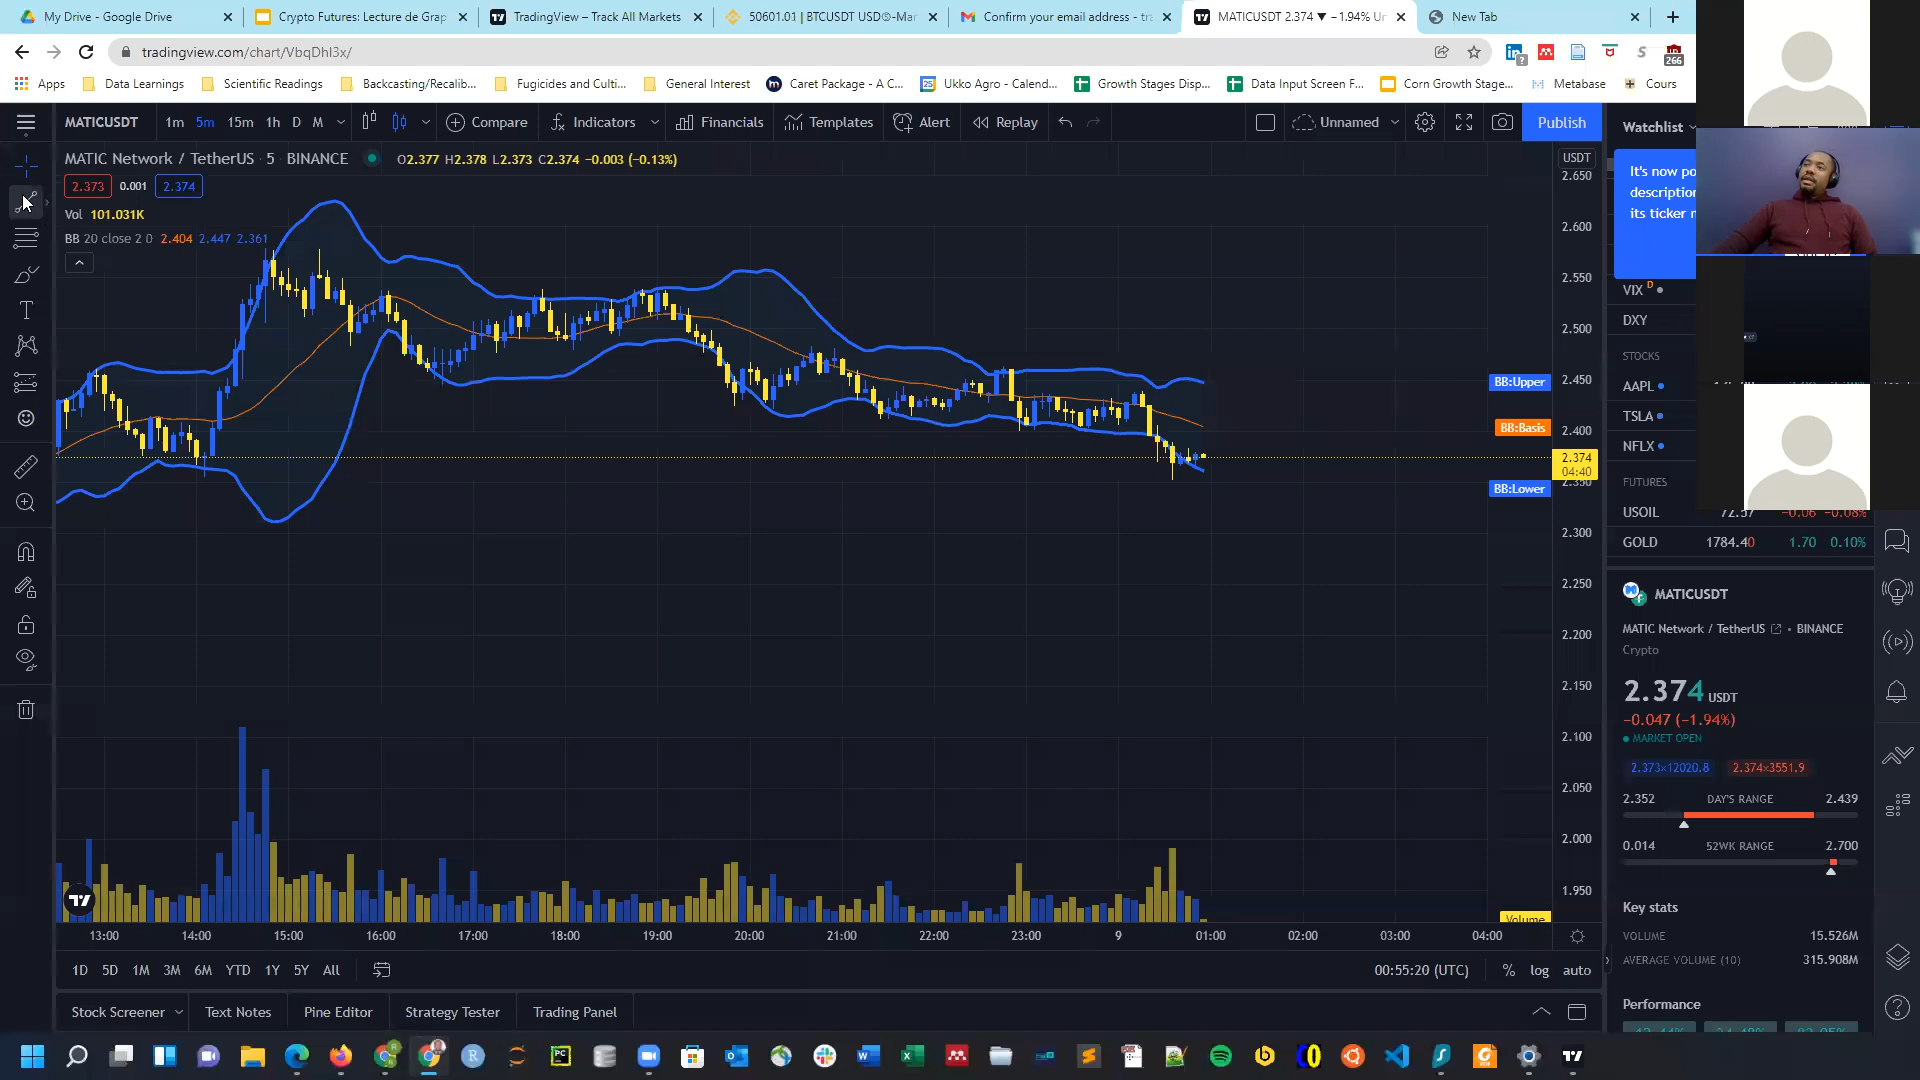 My Drive - Google Drive
Crypto Futures: Lecture de Grap
TradingView – Track All Markets
50601.01 | BTCUSDT USD®-Mar
Confirm your email address - tra
MATICUSDT 2.374 ▼ −1.94% Un
New Tab
tradingview.com/chart/VbqDhI3x/
266
Apps
Data Learnings
Scientific Readings
Backcasting/Recalib...
Fugicides and Culti...
General Interest
Caret Package - A C...
Ukko Agro - Calend...
Growth Stages Disp...
Data Input Screen F...
Corn Growth Stage...
Metabase
Cours
MATICUSDT
1m 5m 15m 1h D M
Compare
Indicators
Financials
Templates
Alert
Replay
Unnamed
Publish
Watchlist
MATIC Network / TetherUS · 5 · BINANCE
O2.377 H2.378 L2.373 C2.374 −0.003 (−0.13%)
2.373 0.001 2.374
Vol 101.031K
BB 20 close 2 0 2.404 2.447 2.361
USDT
2.650
2.600
2.550
2.500
2.450
2.400
2.374
04:40
2.350
2.300
2.250
2.200
2.150
2.100
2.050
2.000
1.950
BB:Upper
BB:Basis
BB:Lower
Volume
13:00 14:00 15:00 16:00 17:00 18:00 19:00 20:00 21:00 22:00 23:00 9 01:00 02:00 03:00 04:00
1D 5D 1M 3M 6M YTD 1Y 5Y All
00:55:20 (UTC)
% log auto
Stock Screener
Text Notes
Pine Editor
Strategy Tester
Trading Panel
It's now po
description
its ticker n
VIX D
DXY
STOCKS
AAPL
TSLA
NFLX
FUTURES
USOIL 72.57 −0.06 −0.08%
GOLD 1784.40 1.70 0.10%
MATICUSDT
MATIC Network / TetherUS • BINANCE
Crypto
2.374 USDT
−0.047 (−1.94%)
MARKET OPEN
2.373×12020.8 2.374×3551.9
2.352 DAY'S RANGE 2.439
0.014 52WK RANGE 2.700
Key stats
VOLUME 15.526M
AVERAGE VOLUME (10) 315.908M
Performance